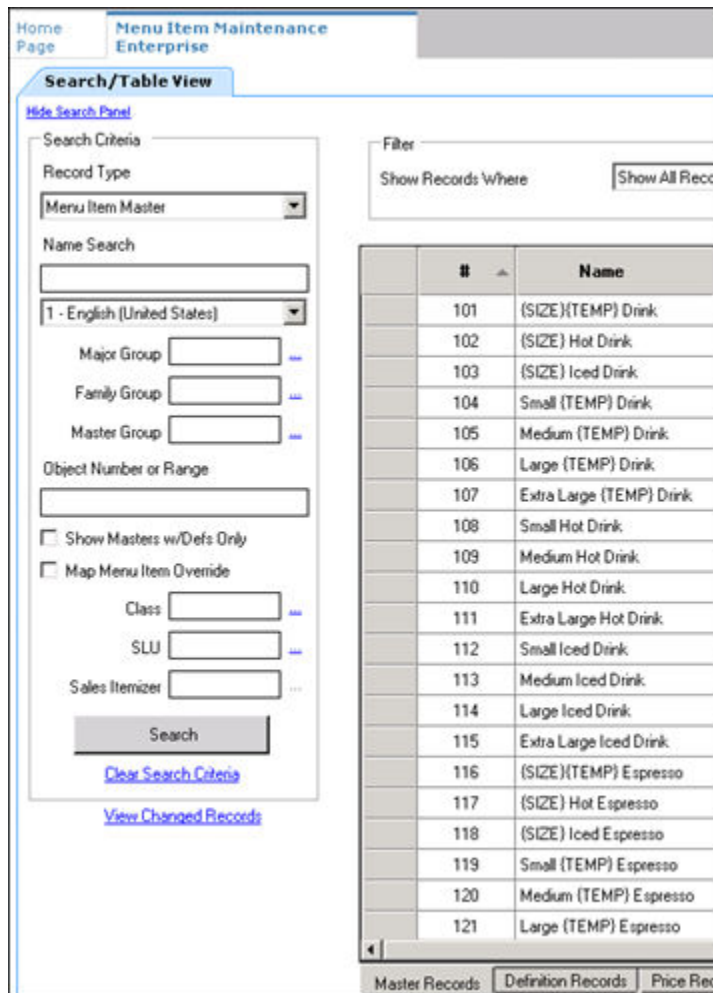 Home Page
Menu Item Maintenance
Enterprise
Search/Table View
Hide Search Panel
Search Criteria
Record Type
Menu Item Master
Name Search
1 - English (United States)
Major Group ...
Family Group ...
Master Group ...
Object Number or Range
Show Masters w/Defs Only
Map Menu Item Override
Class ...
SLU ...
Sales Itemizer ...
Search
Clear Search Criteria
View Changed Records
Filter
Show Records Where Show All Reco
# Name
101 {SIZE}{TEMP} Drink
102 {SIZE} Hot Drink
103 {SIZE} Iced Drink
104 Small {TEMP} Drink
105 Medium {TEMP} Drink
106 Large {TEMP} Drink
107 Extra Large {TEMP} Drink
108 Small Hot Drink
109 Medium Hot Drink
110 Large Hot Drink
111 Extra Large Hot Drink
112 Small Iced Drink
113 Medium Iced Drink
114 Large Iced Drink
115 Extra Large Iced Drink
116 {SIZE}{TEMP} Espresso
117 {SIZE} Hot Espresso
118 {SIZE} Iced Espresso
119 Small {TEMP} Espresso
120 Medium {TEMP} Espresso
121 Large {TEMP} Espresso
Master Records Definition Records Price Rec